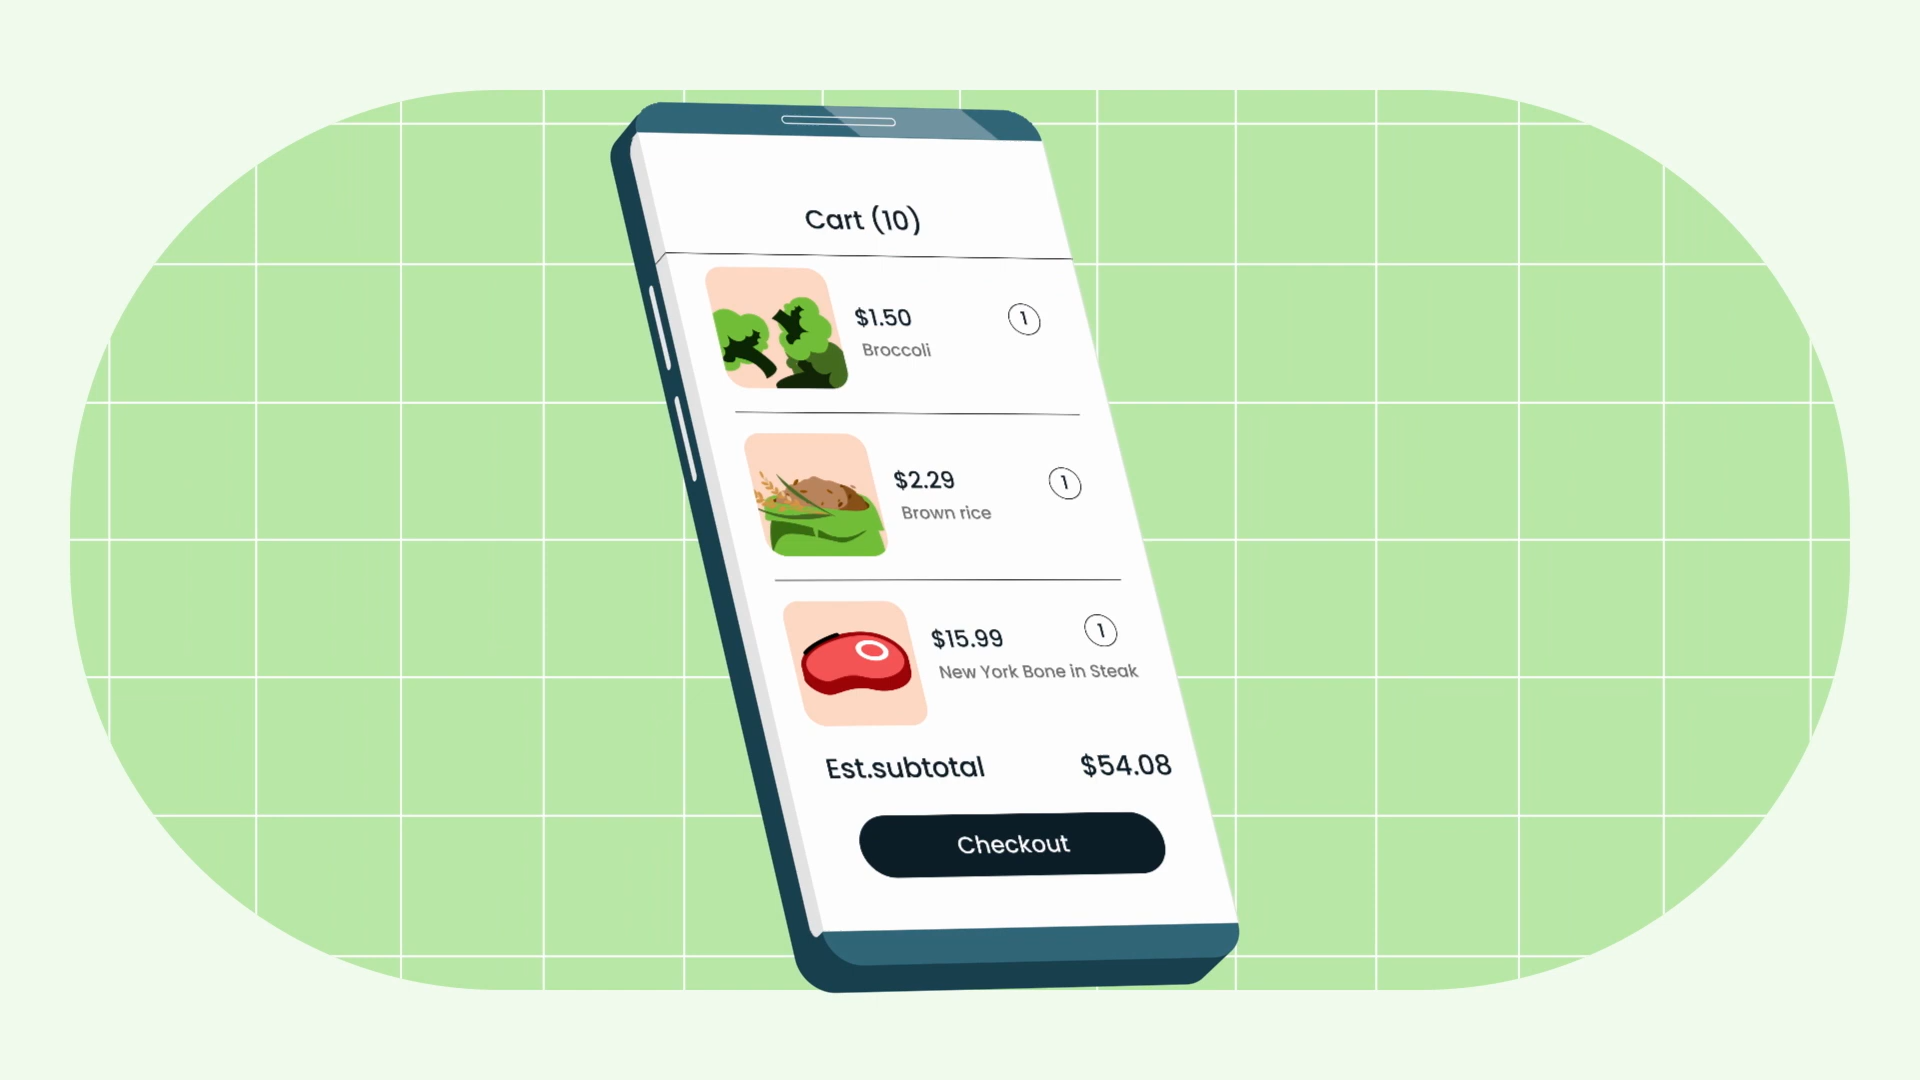 Cart (10)
$1.50
1
Broccoli
$2.29
1
Brown rice
$15.99
1
New York Bone in Steak
Est.subtotal
$54.08
Checkout